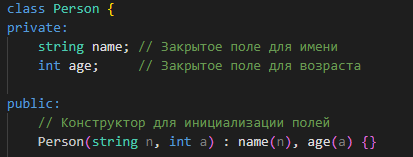 class Person {
private:
    string name; // Закрытое поле для имени
    int age;     // Закрытое поле для возраста

public:
    // Конструктор для инициализации полей
    Person(string n, int a) : name(n), age(a) {}